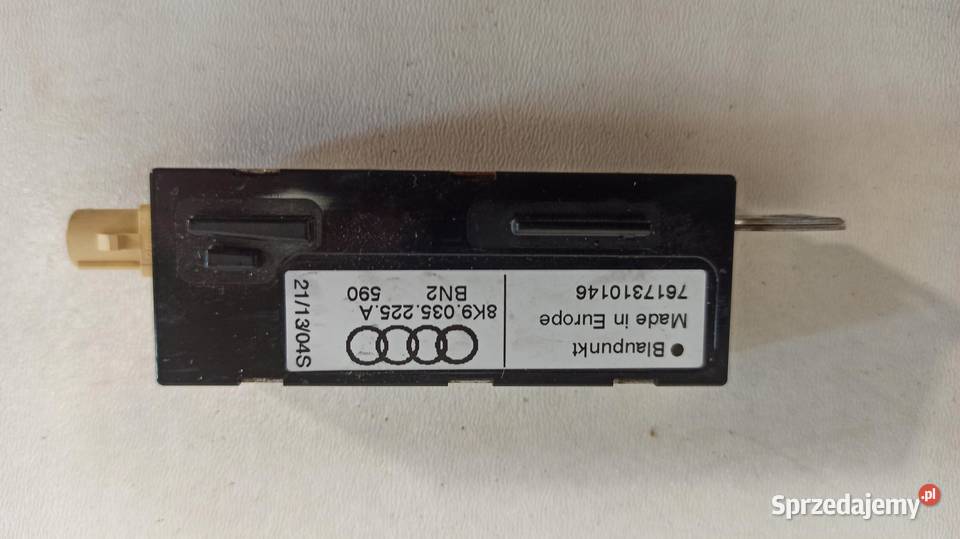 ● Blaupunkt
Made in Europe
7617310146
8K9.035.225.A
BN2 590
21/13/04S
Sprzedajemy.pl